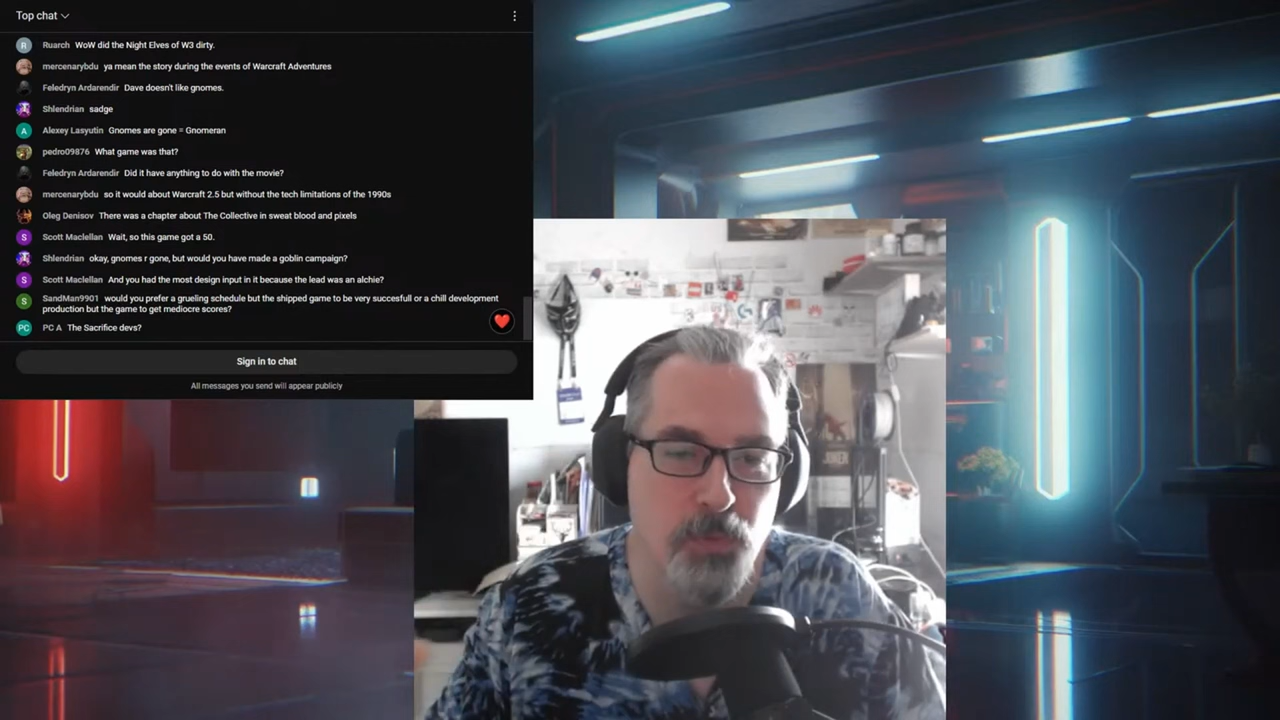 Top chat
R Ruarch WoW did the Night Elves of W3 dirty.
mercenarybdu ya mean the story during the events of Warcraft Adventures
Feledryn Ardarendir Dave doesn't like gnomes.
Shlendrian sadge
A Alexey Lasyutin Gnomes are gone = Gnomeran
pedro09876 What game was that?
Feledryn Ardarendir Did it have anything to do with the movie?
mercenarybdu so it would about Warcraft 2.5 but without the tech limitations of the 1990s
Oleg Denisov There was a chapter about The Collective in sweat blood and pixels
S Scott Maclellan Wait, so this game got a 50.
Shlendrian okay, gnomes r gone, but would you have made a goblin campaign?
S Scott Maclellan And you had the most design input in it because the lead was an alchie?
S SandMan9901 would you prefer a grueling schedule but the shipped game to be very succesfull or a chill development
production but the game to get mediocre scores?
PC PC A The Sacrifice devs?
Sign in to chat
All messages you send will appear publicly
JOKER